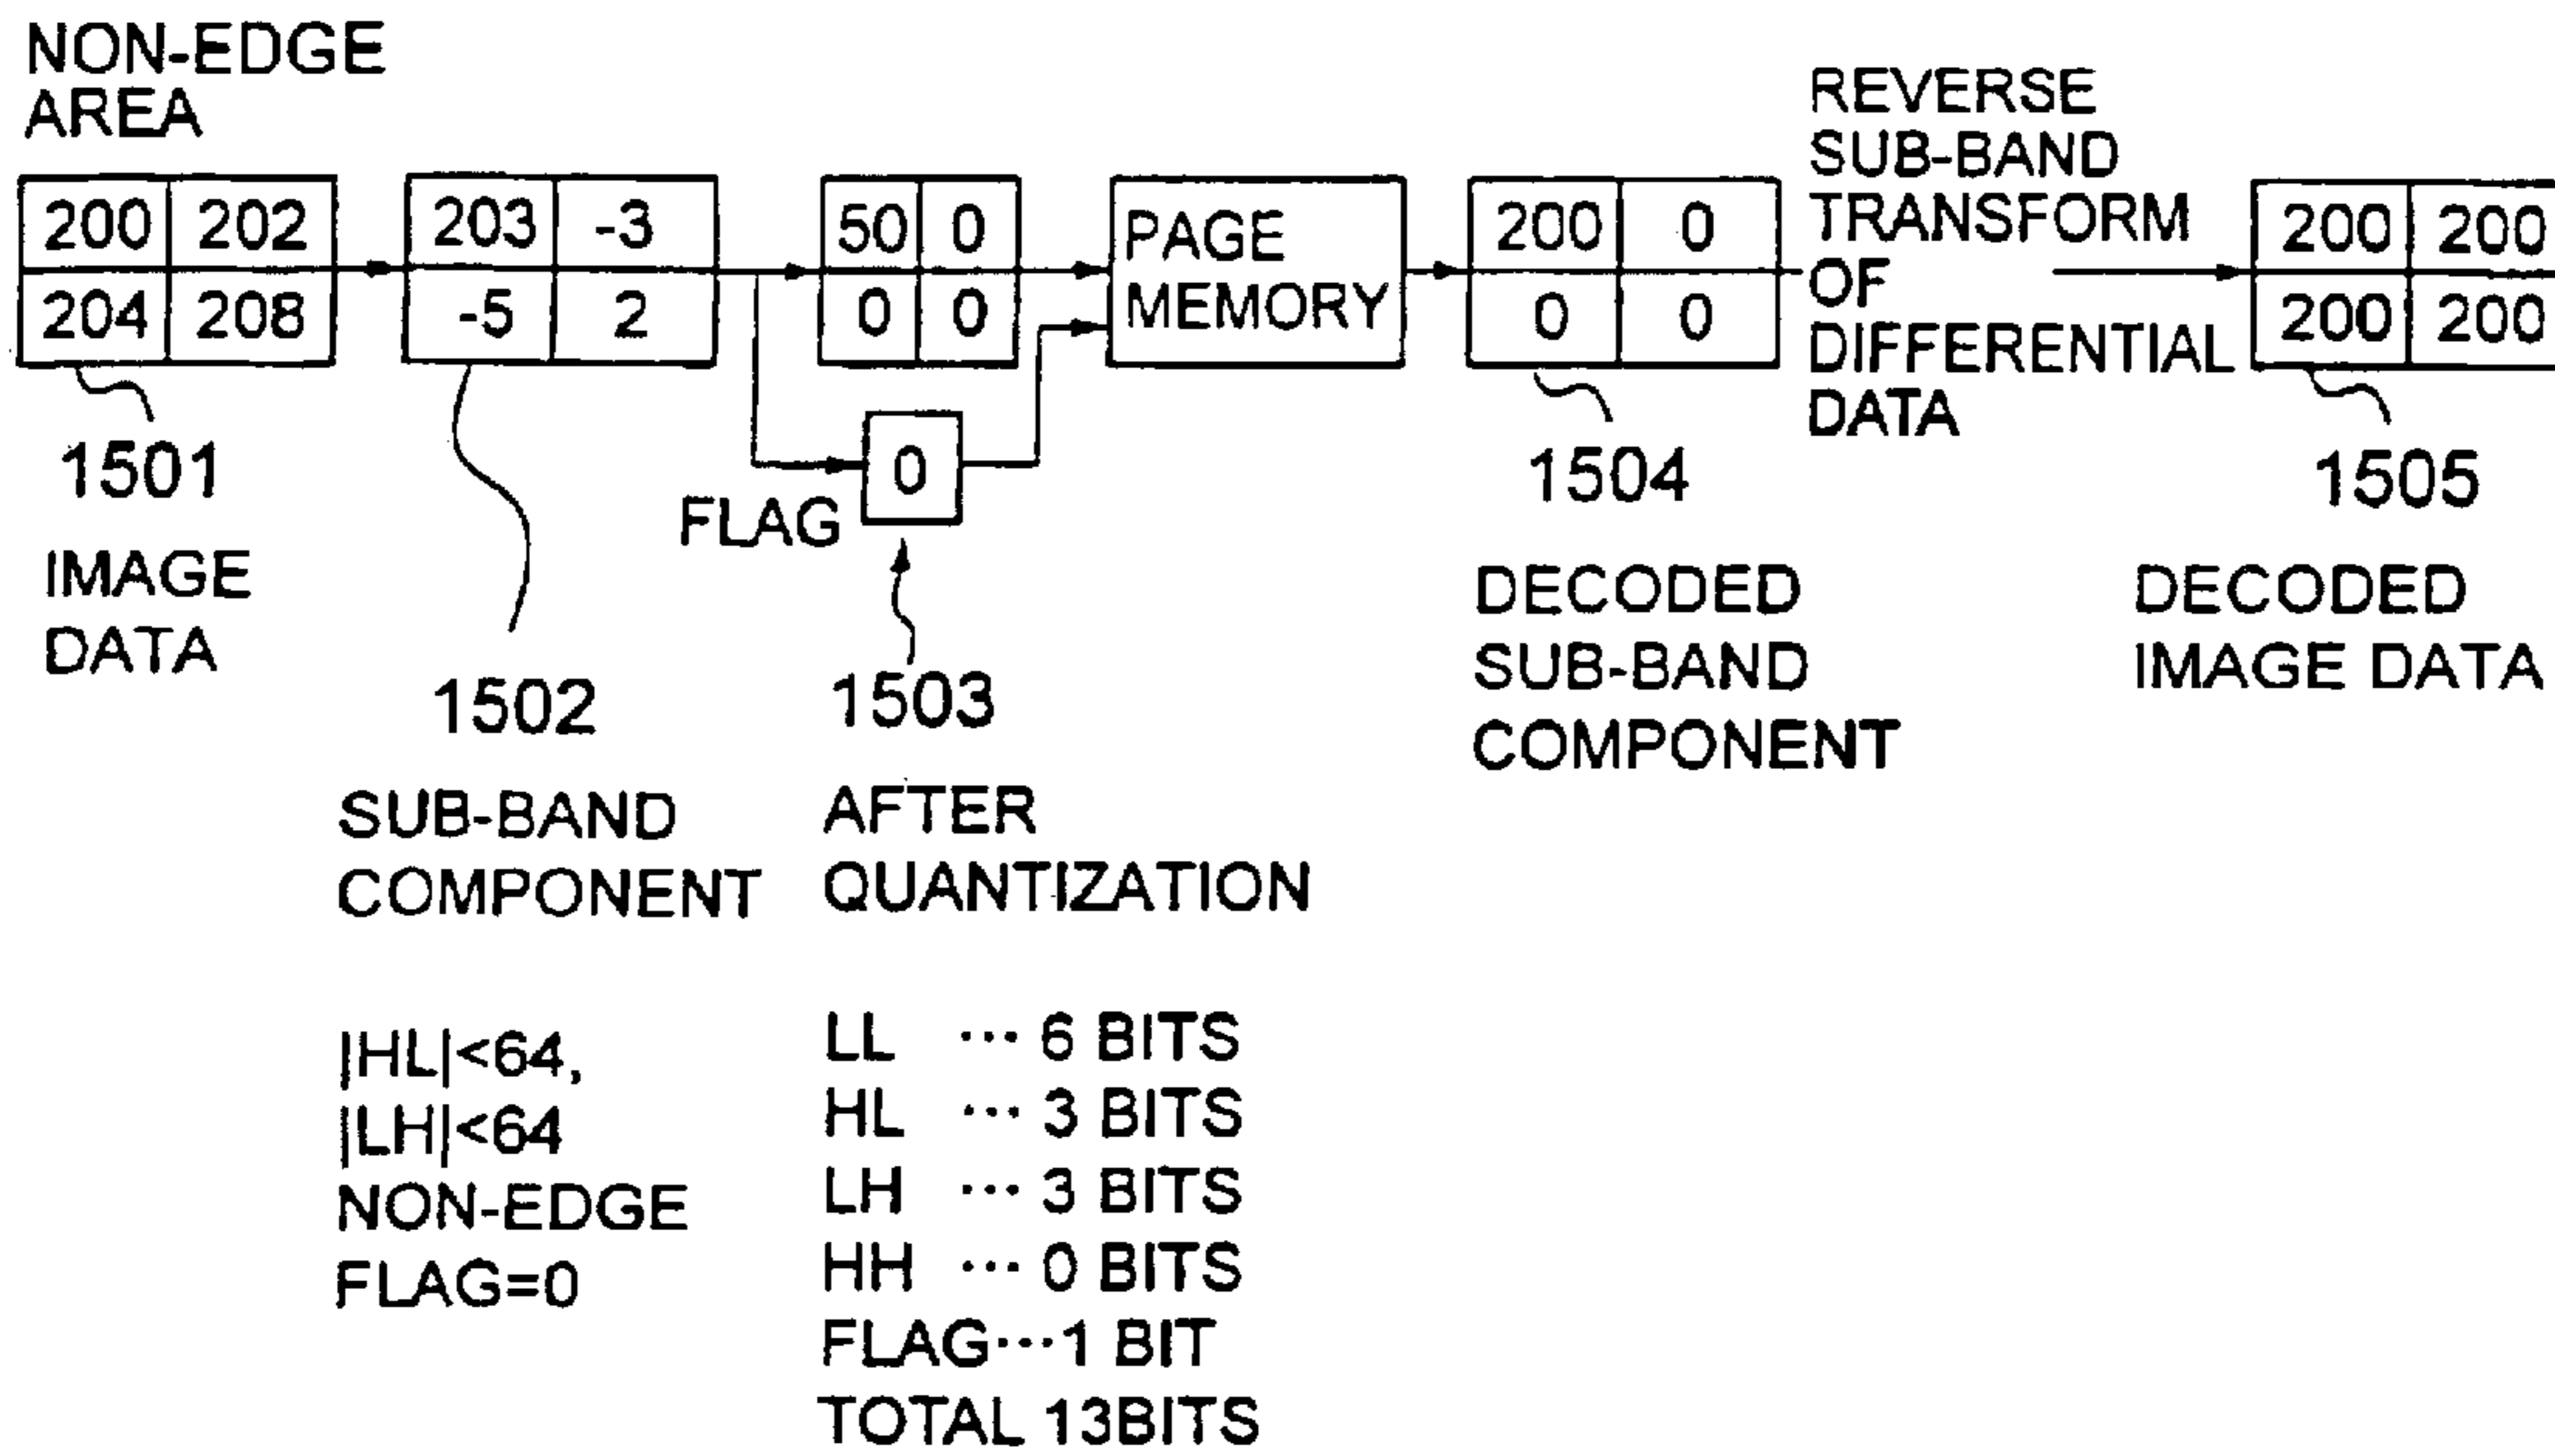 NON-EDGE
AREA
200 202
204 208
1501
IMAGE
DATA
203 -3
-5 2
1502
SUB-BAND
COMPONENT
|HL|<64,
|LH|<64
NON-EDGE
FLAG=0
50 0
0 0
FLAG
0
1503
AFTER
QUANTIZATION
LL ··· 6 BITS
HL ··· 3 BITS
LH ··· 3 BITS
HH ··· 0 BITS
FLAG···1 BIT
TOTAL 13BITS
PAGE
MEMORY
200 0
0 0
1504
DECODED
SUB-BAND
COMPONENT
REVERSE
SUB-BAND
TRANSFORM
OF
DIFFERENTIAL
DATA
200 200
200 200
1505
DECODED
IMAGE DATA